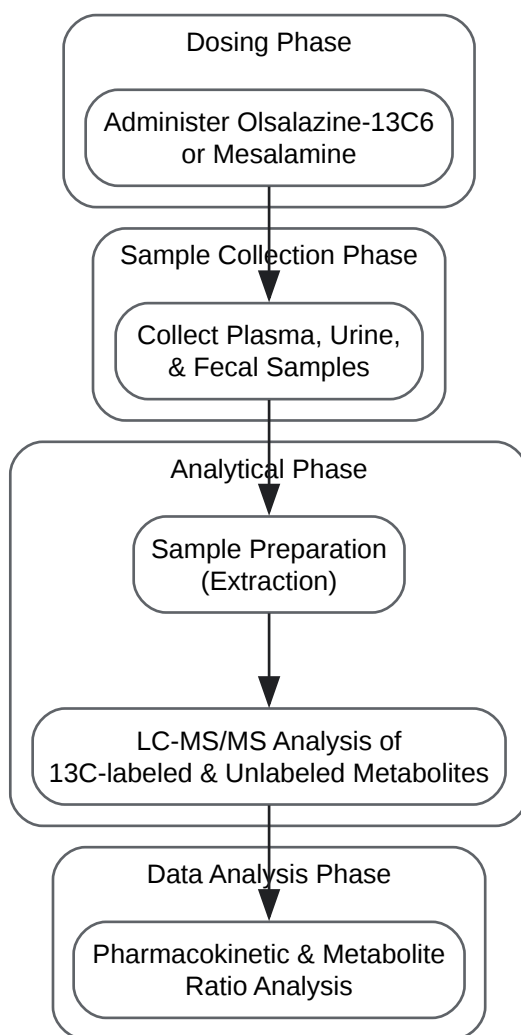 Dosing Phase
Administer Olsalazine-13C6
or Mesalamine
Sample Collection Phase
Collect Plasma, Urine,
& Fecal Samples
Analytical Phase
Sample Preparation
(Extraction)
LC-MS/MS Analysis of
13C-labeled & Unlabeled Metabolites
Data Analysis Phase
Pharmacokinetic & Metabolite
Ratio Analysis